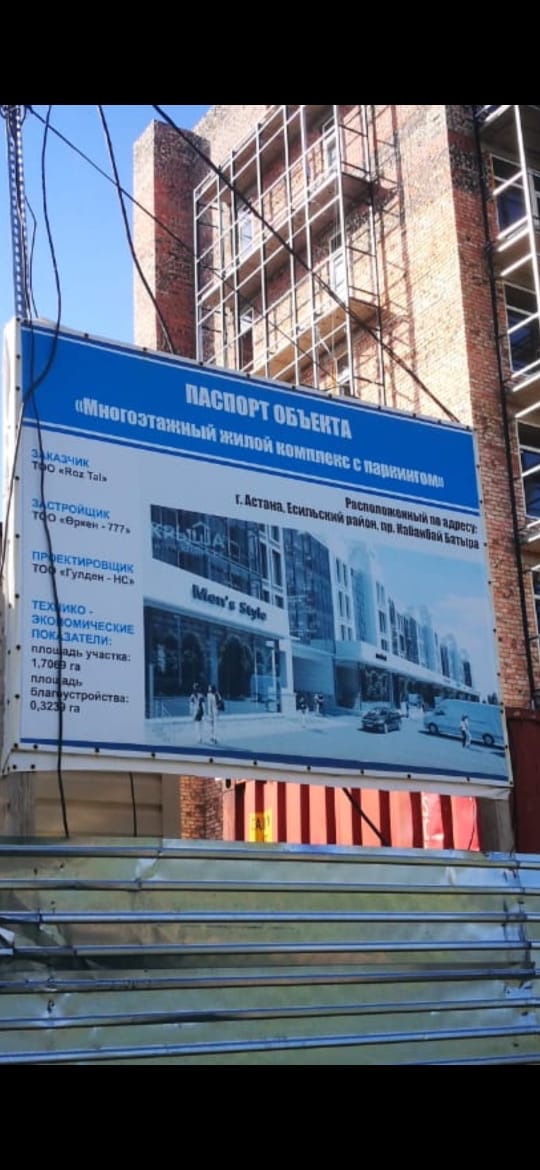 ПАСПОРТ ОБЪЕКТА
«Многоэтажный жилой комплекс с паркингом»
Расположенный по адресу:
г. Астана, Есильский район, пр. Кабанбай Батыра
ЗАКАЗЧИК
ТОО «Roz Tal»
ЗАСТРОЙЩИК
ТОО «Өркен - 777»
ПРОЕКТИРОВЩИК
ТОО «Гулден - НС»
ТЕХНИКО -
ЭКОНОМИЧЕСКИЕ
ПОКАЗАТЕЛИ:
площадь участка:
1,7069 га
площадь
благоустройства:
0,3239 га
КРЫША
Men's Style